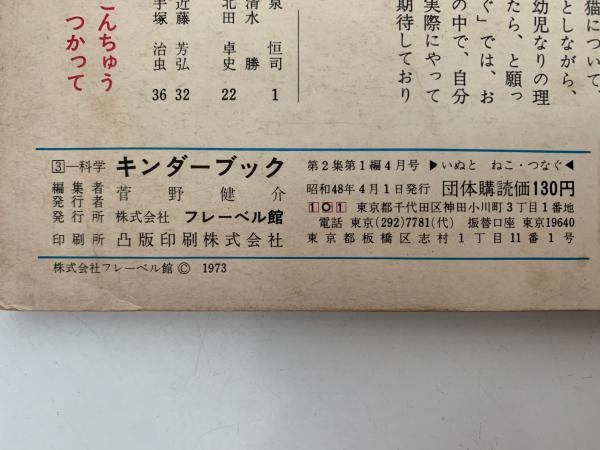 猫について、
としながら、
幼児なりの理
たら、と願っ
ぐ」では、お
の中で、自分
実際にやって
期待しており
泉 恒司 1
清水 勝
北田 卓史 22
近藤 芳弘 32
手塚 治虫 36
こんちゅう
つかって
3―科学 キンダーブック 第2集第1編4月号 ▶いぬと ねこ・つなぐ◀
編集者
発行者 菅野健介 昭和48年4月1日発行 団体購読価130円
発行所 株式会社 フレーベル館 101 東京都千代田区神田小川町3丁目1番地
電話 東京(292)7781(代) 振替口座 東京19640
印刷所 凸版印刷株式会社 東京都板橋区志村1丁目11番1号
株式会社フレーベル館 © 1973